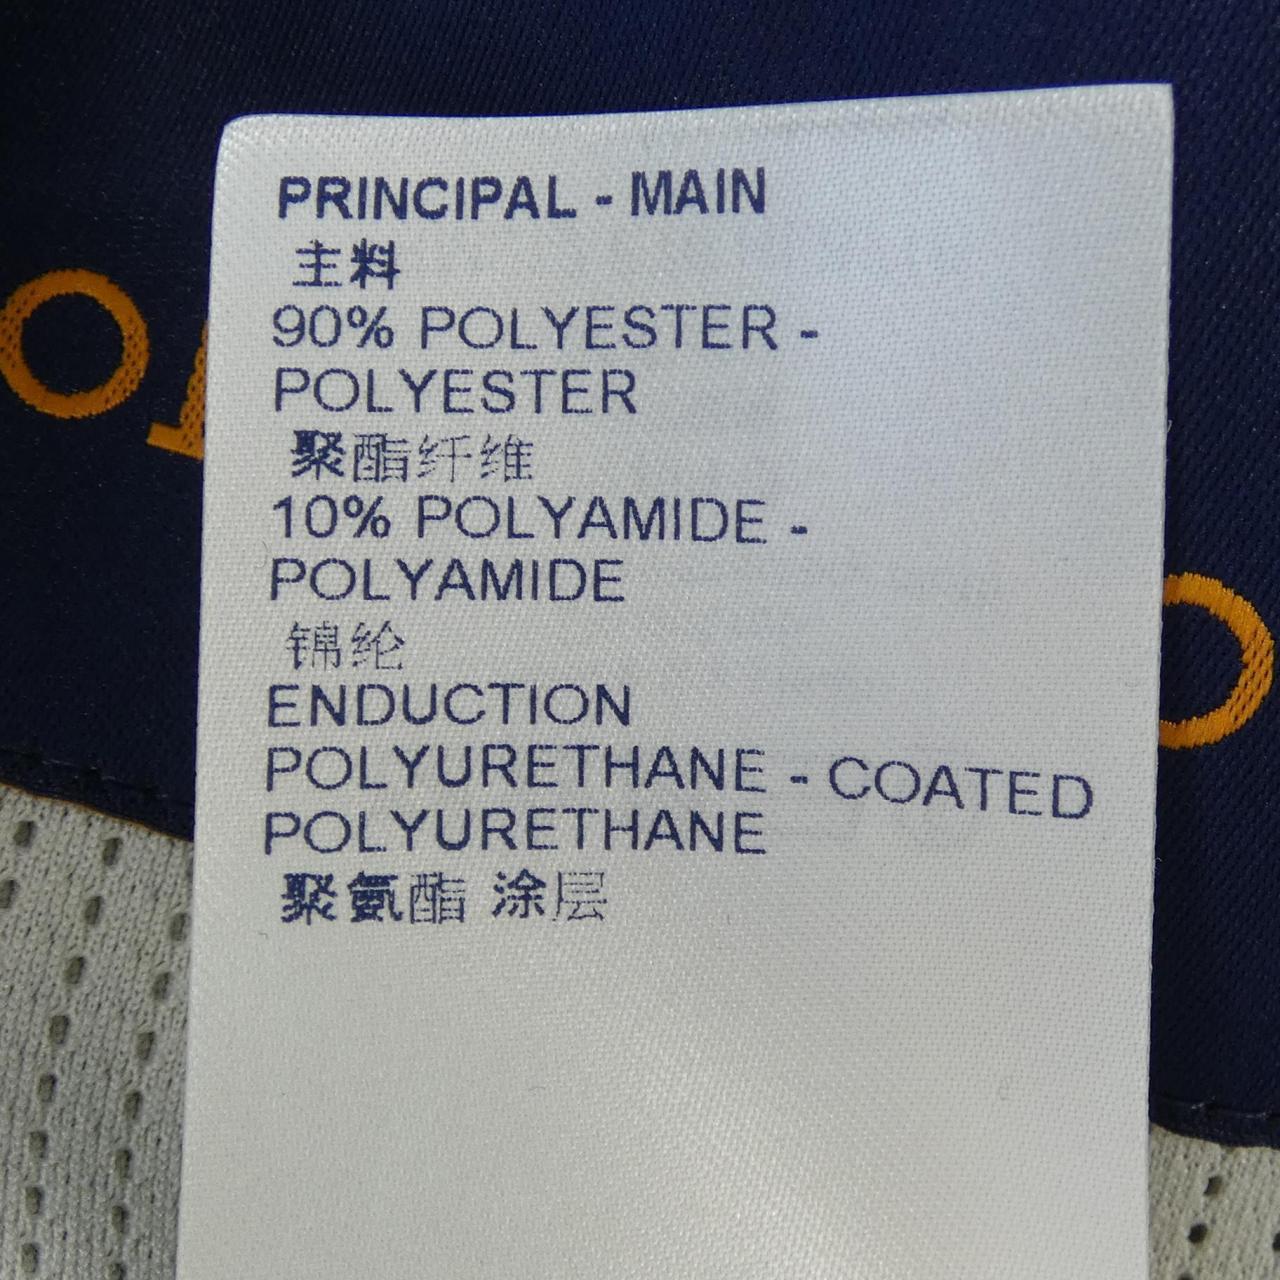 PRINCIPAL - MAIN
主料
90% POLYESTER -
POLYESTER
聚酯纤维
10% POLYAMIDE -
POLYAMIDE
锦纶
ENDUCTION
POLYURETHANE - COATED
POLYURETHANE
聚氨酯 涂层